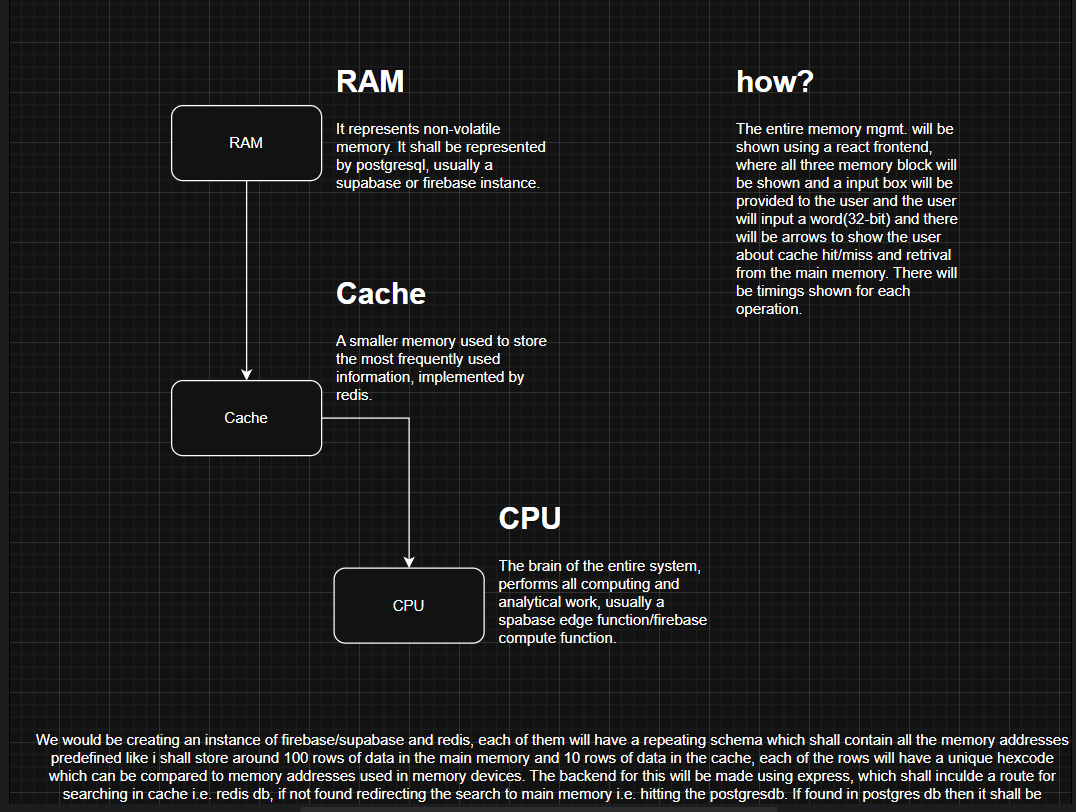 RAM
RAM
It represents non-volatile
memory. It shall be represented
by postgresql, usually a
supabase or firebase instance.
how?
The entire memory mgmt. will be
shown using a react frontend,
where all three memory block will
be shown and a input box will be
provided to the user and the user
will input a word(32-bit) and there
will be arrows to show the user
about cache hit/miss and retrival
from the main memory. There will
be timings shown for each
operation.
Cache
A smaller memory used to store
the most frequently used
information, implemented by
redis.
Cache
CPU
The brain of the entire system,
performs all computing and
analytical work, usually a
spabase edge function/firebase
compute function.
CPU
We would be creating an instance of firebase/supabase and redis, each of them will have a repeating schema which shall contain all the memory addresses
predefined like i shall store around 100 rows of data in the main memory and 10 rows of data in the cache, each of the rows will have a unique hexcode
which can be compared to memory addresses used in memory devices. The backend for this will be made using express, which shall inculde a route for
searching in cache i.e. redis db, if not found redirecting the search to main memory i.e. hitting the postgresdb. If found in postgres db then it shall be